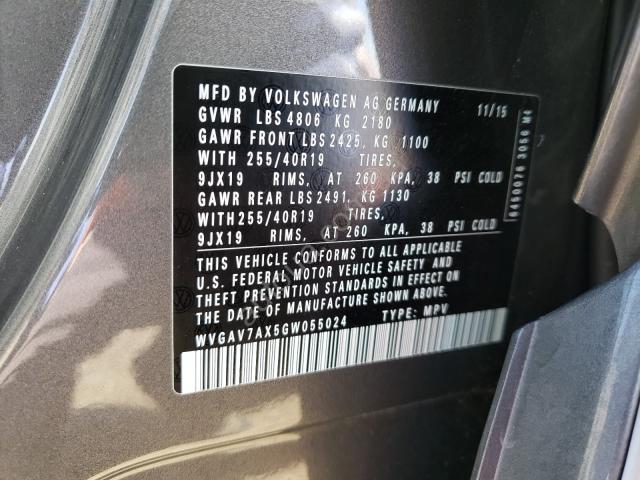 MFD BY VOLKSWAGEN AG GERMANY 11/15
GVWR LBS 4806 KG 2180
GAWR FRONT LBS 2425, KG 1100
WITH 255/40R19 TIRES,
9JX19 RIMS, AT 260 KPA, 38 PSI COLD
GAWR REAR LBS 2491, KG 1130
WITH 255/40R19 TIRES,
9JX19 RIMS, AT 260 KPA, 38 PSI COLD
THIS VEHICLE CONFORMS TO ALL APPLICABLE
U.S. FEDERAL MOTOR VEHICLE SAFETY AND
THEFT PREVENTION STANDARDS IN EFFECT ON
THE DATE OF MANUFACTURE SHOWN ABOVE.
WVGAV7AX5GW055024 TYPE: MPV